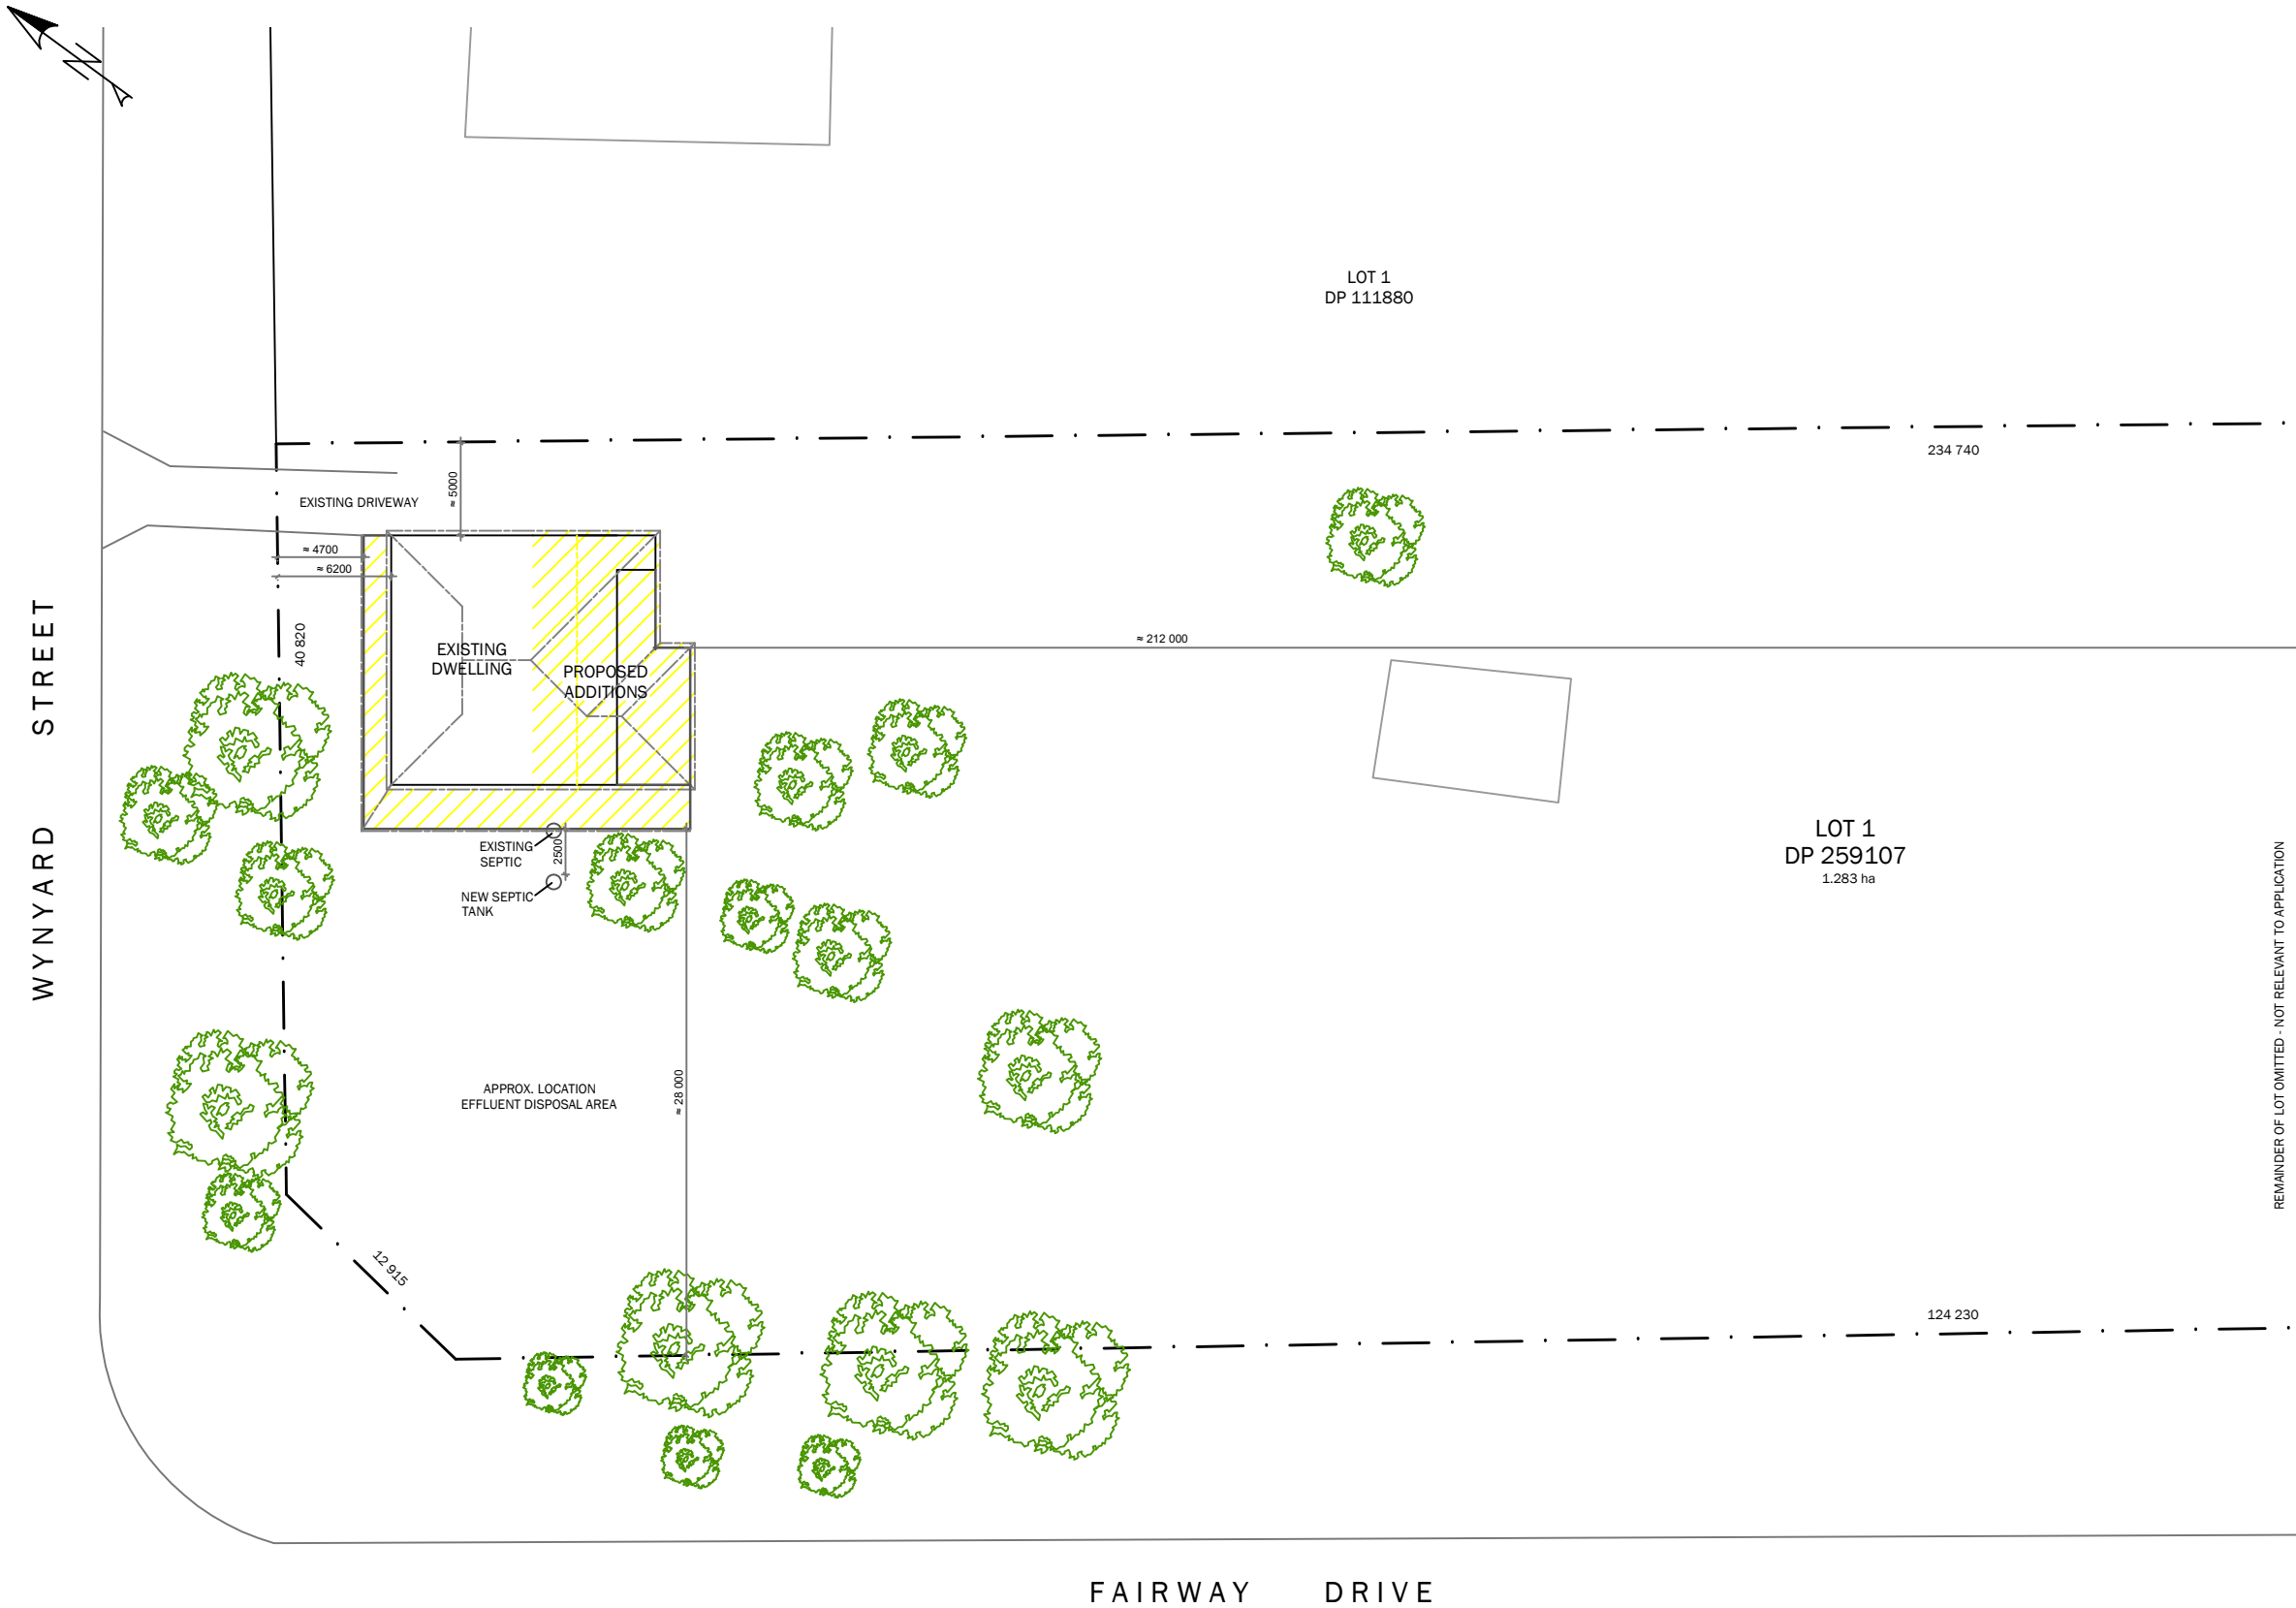 N
LOT 1
DP 111880
234 740
EXISTING DRIVEWAY
≈ 5000
≈ 4700
≈ 6200
40 820
≈ 212 000
EXISTING
DWELLING
PROPOSED
ADDITIONS
WYNYARD STREET
LOT 1
DP 259107
1.283 ha
EXISTING
SEPTIC
2500
NEW SEPTIC
TANK
REMAINDER OF LOT OMITTED - NOT RELEVANT TO APPLICATION
APPROX. LOCATION
EFFLUENT DISPOSAL AREA
≈ 28 000
12 915
124 230
FAIRWAY DRIVE